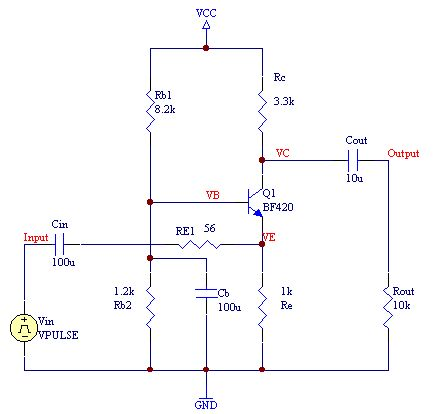 VCC
Rb1
8.2k
Rc
3.3k
Cout
10u
VC
Output
VB
Q1
BF420
Cin
100u
Input
RE1
56
VE
1.2k
Rb2
Cb
100u
1k
Re
Rout
10k
Vin
VPULSE
GND